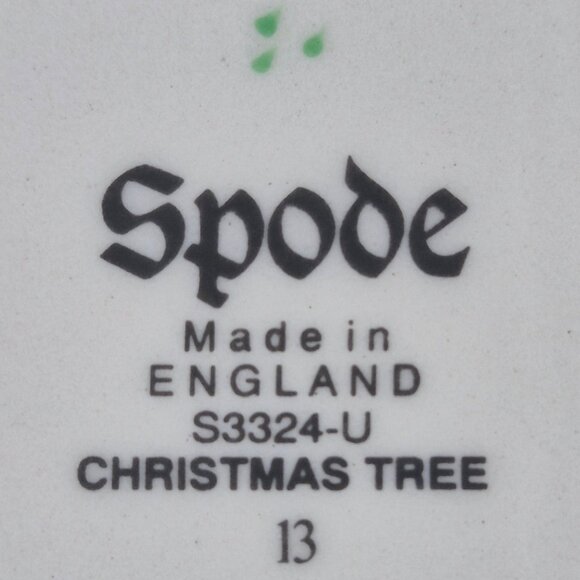 Spode
Made in
ENGLAND
S3324-U
CHRISTMAS TREE
13